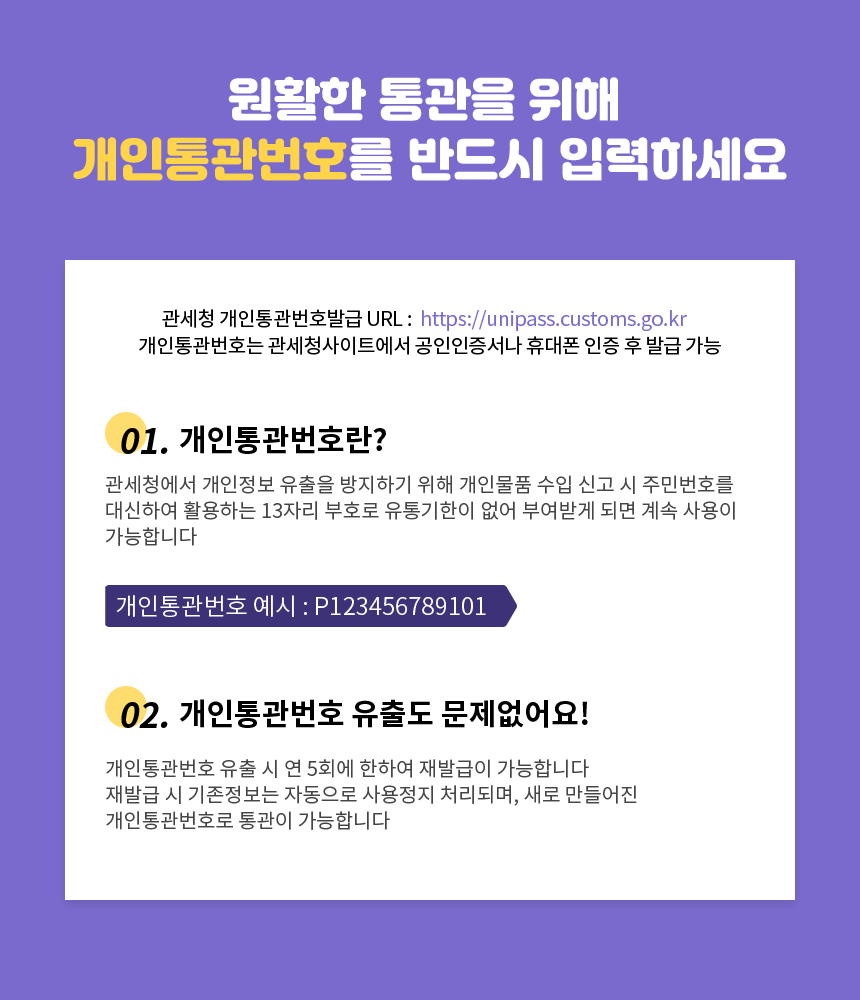 원활한 통관을 위해
개인통관번호를 반드시 입력하세요
관세청 개인통관번호발급 URL : https://unipass.customs.go.kr
개인통관번호는 관세청사이트에서 공인인증서나 휴대폰 인증 후 발급 가능
01. 개인통관번호란?
관세청에서 개인정보 유출을 방지하기 위해 개인물품 수입 신고 시 주민번호를
대신하여 활용하는 13자리 부호로 유통기한이 없어 부여받게 되면 계속 사용이
가능합니다
개인통관번호 예시 : P123456789101
02. 개인통관번호 유출도 문제없어요!
개인통관번호 유출 시 연 5회에 한하여 재발급이 가능합니다
재발급 시 기존정보는 자동으로 사용정지 처리되며, 새로 만들어진
개인통관번호로 통관이 가능합니다